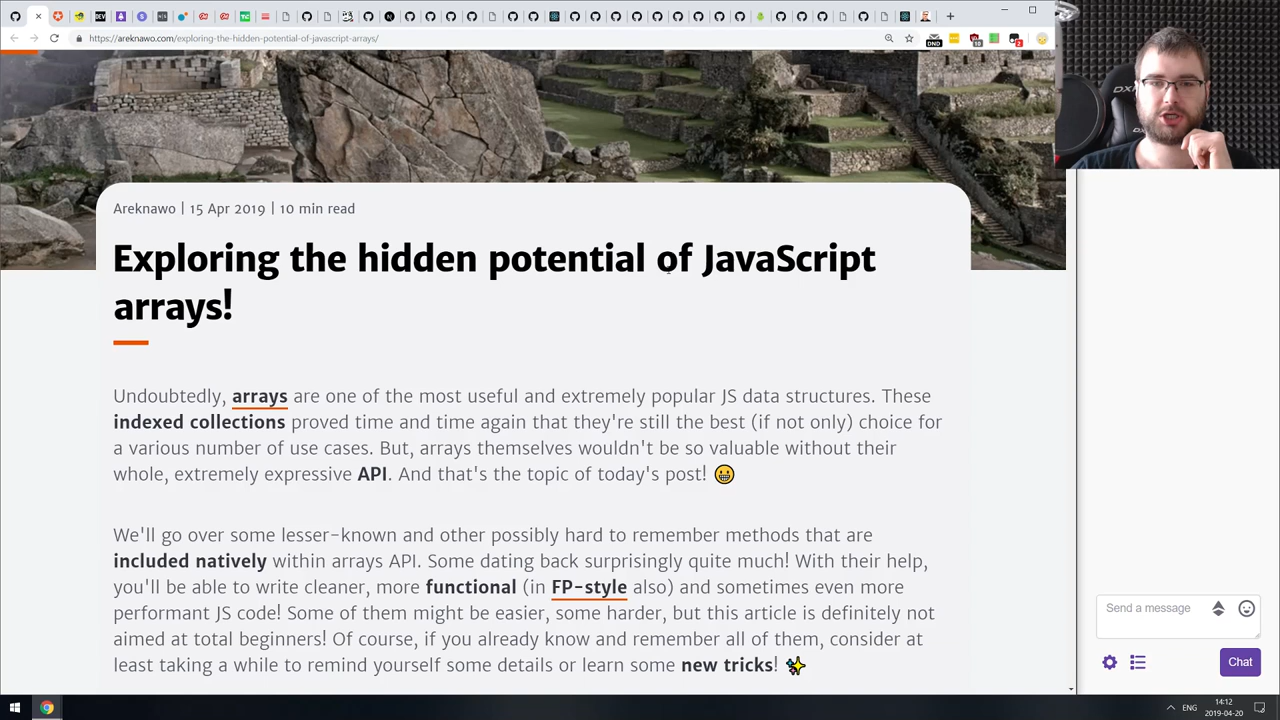 https://areknawo.com/exploring-the-hidden-potential-of-javascript-arrays/
Areknawo | 15 Apr 2019 | 10 min read
Exploring the hidden potential of JavaScript
arrays!
Undoubtedly, arrays are one of the most useful and extremely popular JS data structures. These
indexed collections proved time and time again that they're still the best (if not only) choice for
a various number of use cases. But, arrays themselves wouldn't be so valuable without their
whole, extremely expressive API. And that's the topic of today's post! 😀
We'll go over some lesser-known and other possibly hard to remember methods that are
included natively within arrays API. Some dating back surprisingly quite much! With their help,
you'll be able to write cleaner, more functional (in FP-style also) and sometimes even more
performant JS code! Some of them might be easier, some harder, but this article is definitely not
aimed at total beginners! Of course, if you already know and remember all of them, consider at
least taking a while to remind yourself some details or learn some new tricks! ✨
Send a message
Chat
ENG
14:12
2019-04-20